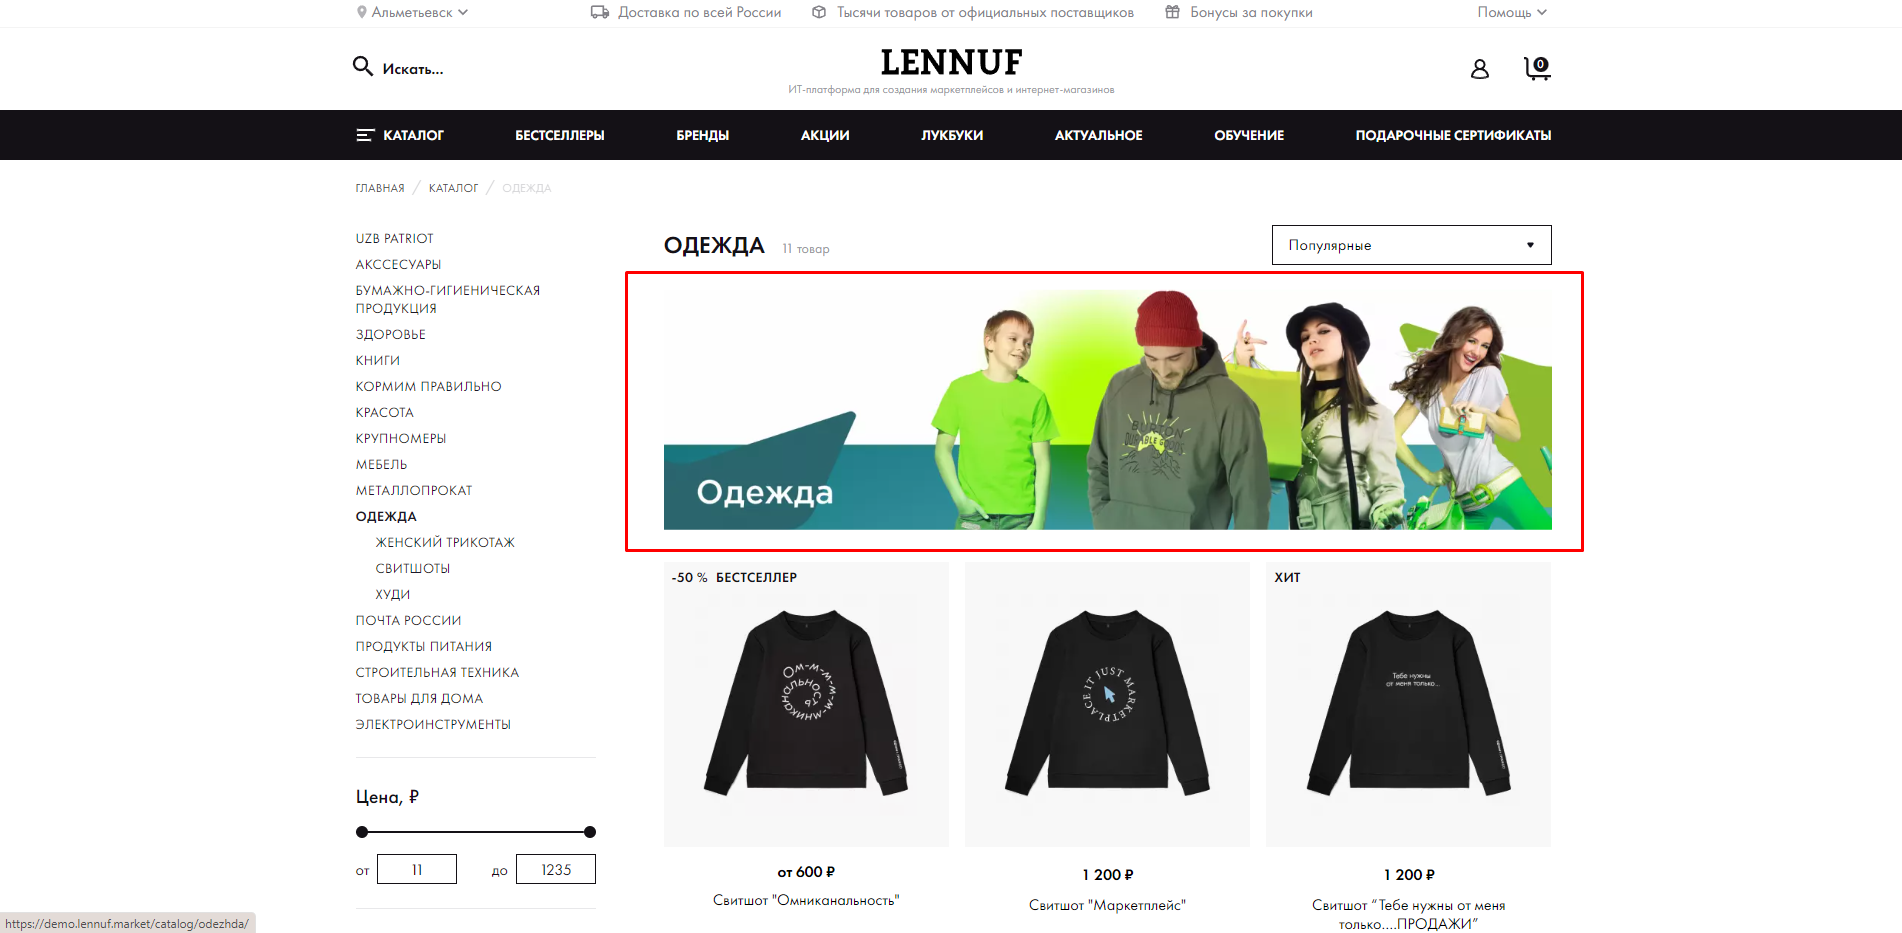 Альметьевск
Доставка по всей России
Тысячи товаров от официальных поставщиков
Бонусы за покупки
Помощь
Искать...
LENNUF
0
ИТ-платформа для создания маркетплейсов и интернет-магазинов
КАТАЛОГ
БЕСТСЕЛЛЕРЫ
БРЕНДЫ
АКЦИИ
ЛУКБУКИ
АКТУАЛЬНОЕ
ОБУЧЕНИЕ
ПОДАРОЧНЫЕ СЕРТИФИКАТЫ
ГЛАВНАЯ / КАТАЛОГ / ОДЕЖДА
UZB PATRIOT
АКССЕСУАРЫ
БУМАЖНО-ГИГИЕНИЧЕСКАЯ
ПРОДУКЦИЯ
ЗДОРОВЬЕ
КНИГИ
КОРМИМ ПРАВИЛЬНО
КРАСОТА
КРУПНОМЕРЫ
МЕБЕЛЬ
МЕТАЛЛОПРОКАТ
ОДЕЖДА
ЖЕНСКИЙ ТРИКОТАЖ
СВИТШОТЫ
ХУДИ
ПОЧТА РОССИИ
ПРОДУКТЫ ПИТАНИЯ
СТРОИТЕЛЬНАЯ ТЕХНИКА
ТОВАРЫ ДЛЯ ДОМА
ЭЛЕКТРОИНСТРУМЕНТЫ
Цена, ₽
от 11 до 1235
ОДЕЖДА 11 товар
Популярные
BURTON
DURABLE GOODS
Одежда
-50 % БЕСТСЕЛЛЕР
Ом-м-м-м-м-мниканальность
от 600 ₽
Свитшот "Омниканальность"
JUST MARKETPLACE IT
1 200 ₽
Свитшот "Маркетплейс"
ХИТ
Тебе нужны
от меня только...
1 200 ₽
Свитшот “Тебе нужны от меня
только....ПРОДАЖИ”
https://demo.lennuf.market/catalog/odezhda/